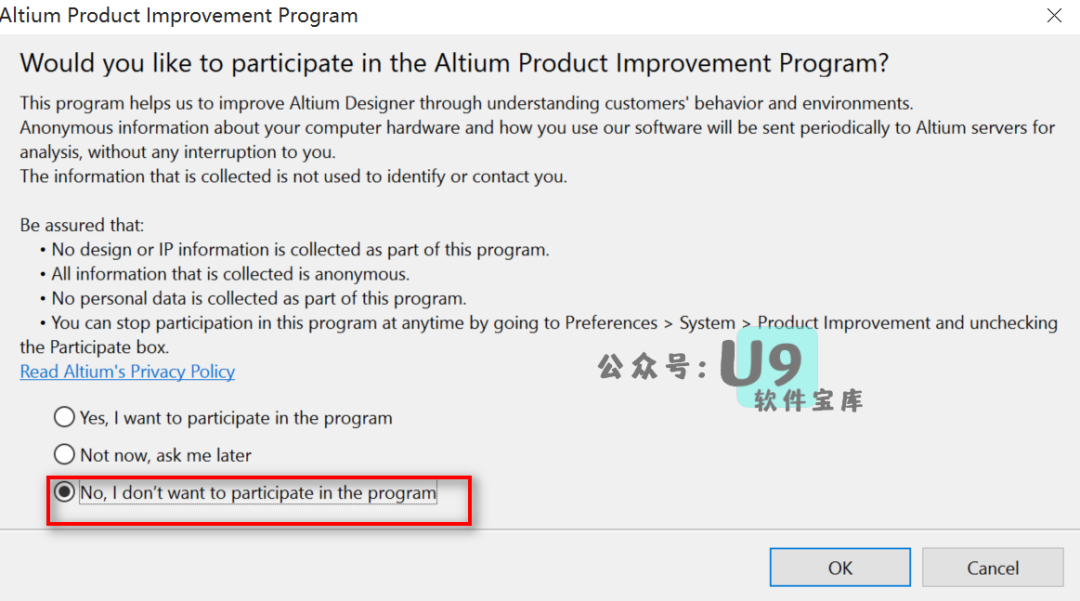 Altium Product Improvement Program
Would you like to participate in the Altium Product Improvement Program?
This program helps us to improve Altium Designer through understanding customers' behavior and environments.
Anonymous information about your computer hardware and how you use our software will be sent periodically to Altium servers for
analysis, without any interruption to you.
The information that is collected is not used to identify or contact you.
Be assured that:
• No design or IP information is collected as part of this program.
• All information that is collected is anonymous.
• No personal data is collected as part of this program.
• You can stop participation in this program at anytime by going to Preferences > System > Product Improvement and unchecking
the Participate box.
Read Altium's Privacy Policy
公众号: U9
软件宝库
Yes, I want to participate in the program
Not now, ask me later
No, I don't want to participate in the program
OK
Cancel